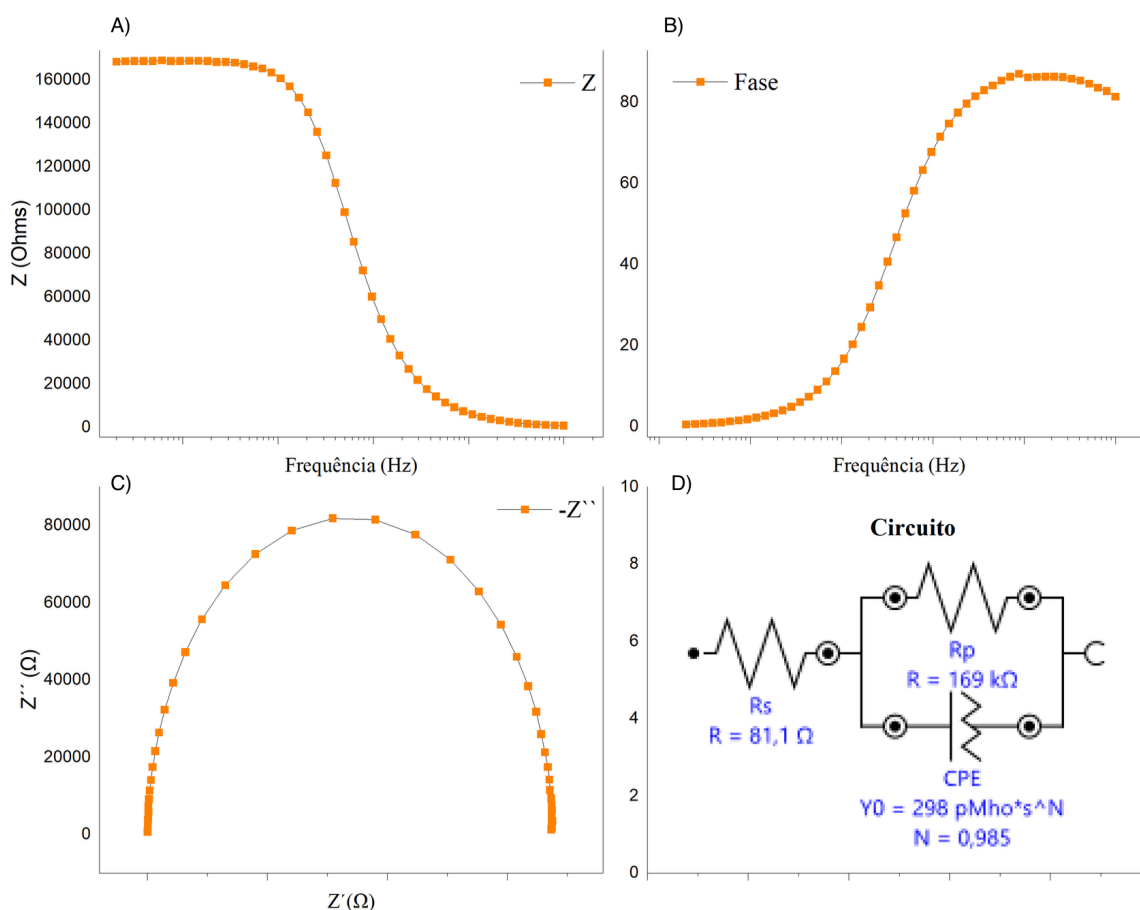 A)
Z (Ohms)
160000
140000
120000
100000
80000
60000
40000
20000
0
Z
Frequência (Hz)
B)
80
60
40
20
0
Fase
Frequência (Hz)
C)
Z´´ (Ω)
80000
60000
40000
20000
0
-Z``
Z´(Ω)
D)
10
8
6
4
2
0
Circuito
Rs
R = 81,1 Ω
Rp
R = 169 kΩ
CPE
Y0 = 298 pMho*s^N
N = 0,985